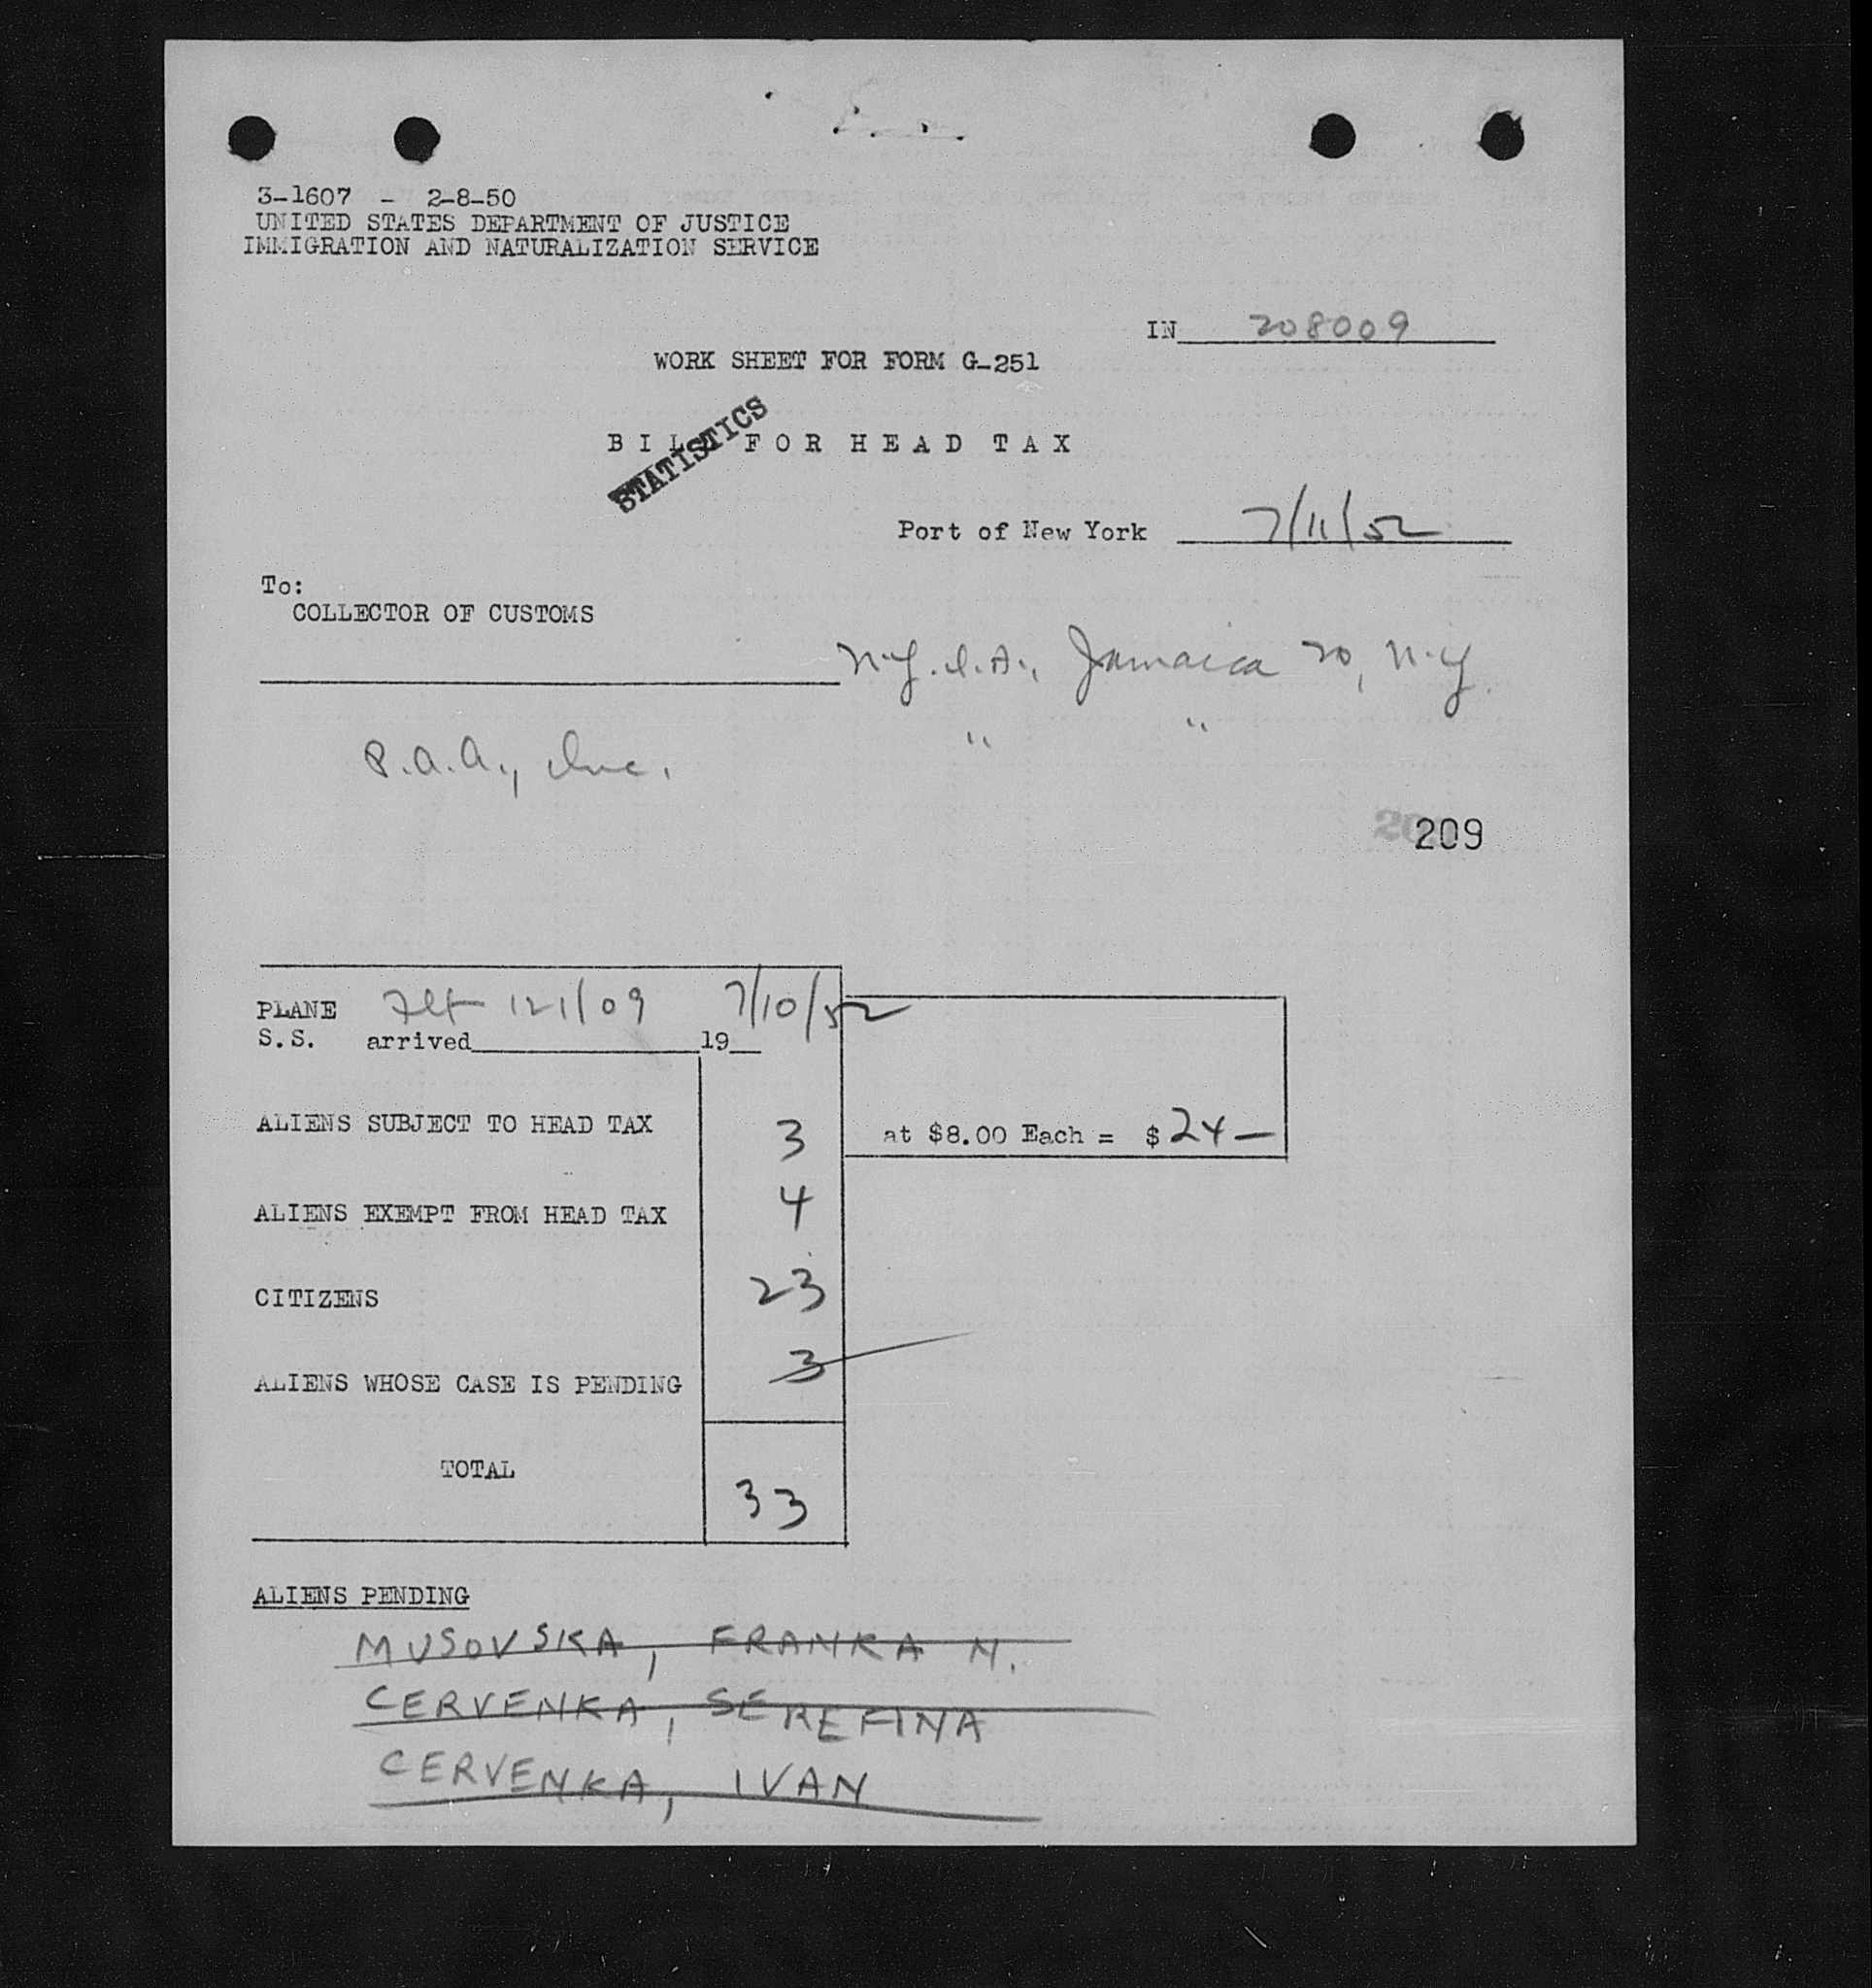 3-1607 - 2-8-50
UNITED STATES DEPARTMENT OF JUSTICE
IMMIGRATION AND NATURALIZATION SERVICE
IN 208009
WORK SHEET FOR FORM G-251
BILL FOR HEAD TAX
STATISTICS
Port of New York 7/11/52
To:
COLLECTOR OF CUSTOMS
N.Y.I.A., Jamaica 20, N.Y.
P.A.A., Inc. " "
209
PLANE Flt 121/09 7/10/52
S.S. arrived 19
ALIENS SUBJECT TO HEAD TAX 3 at $8.00 Each = $ 24—
ALIENS EXEMPT FROM HEAD TAX 4
CITIZENS 23
ALIENS WHOSE CASE IS PENDING 3
TOTAL 33
ALIENS PENDING
MUSOVSKA, FRANKA N.
CERVENKA, SEREFINA
CERVENKA, IVAN